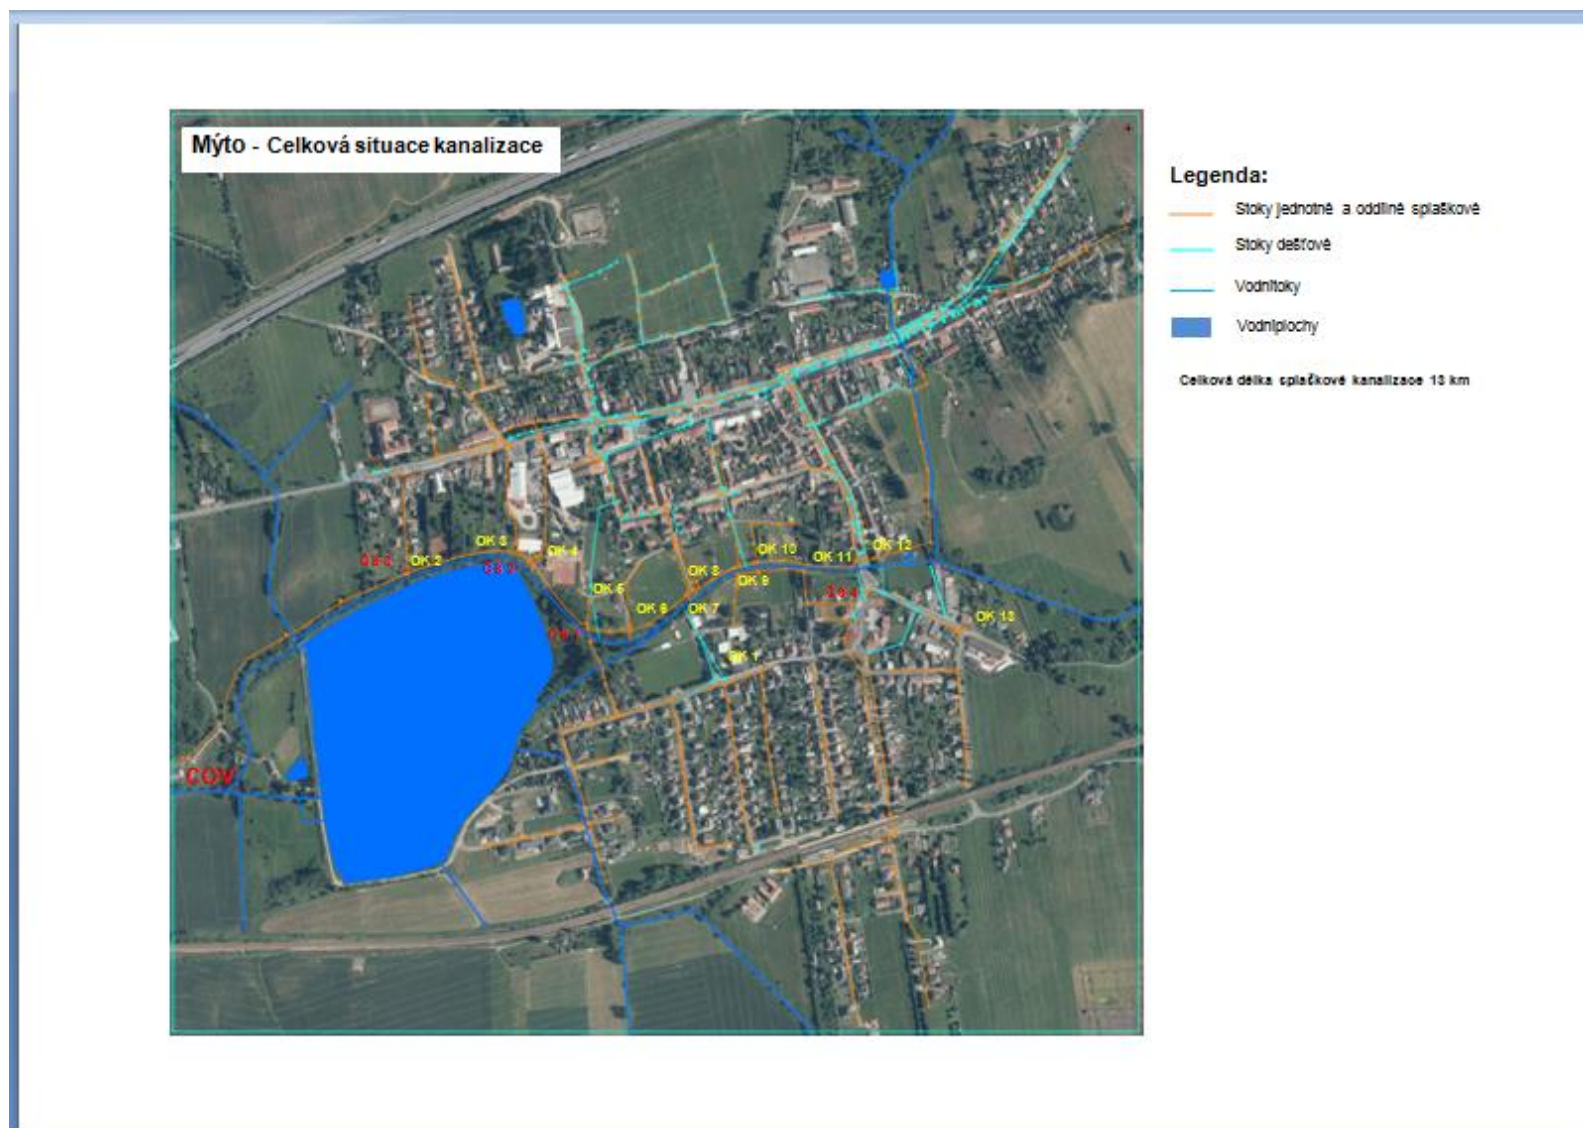 Mýto - Celková situace kanalizace
Legenda:
Stoky jednotné a oddílné splaškové
Stoky dešťové
Vodnítoky
Vodníplochy
Celková délka splaškové kanalizace 13 km
OK 2
OK 3
OK 4
OK 5
OK 6
OK 7
OK 8
OK 9
OK 10
OK 11
OK 12
OK 13
OK 1
ČOV